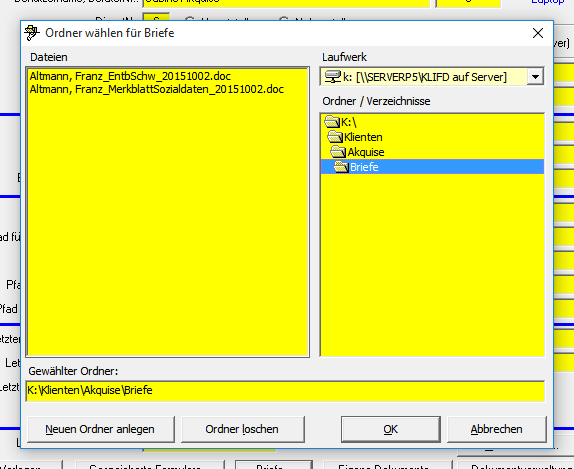 Ordner wählen für Briefe
Dateien
Altmann, Franz_EntbSchw_20151002.doc
Altmann, Franz_MerkblattSozialdaten_20151002.doc
Laufwerk
k: [\\SERVERP5\KLIFD auf Server]
Ordner / Verzeichnisse
K:\
Klienten
Akquise
Briefe
Gewählter Ordner:
K:\Klienten\Akquise\Briefe
Neuen Ordner anlegen
Ordner löschen
OK
Abbrechen